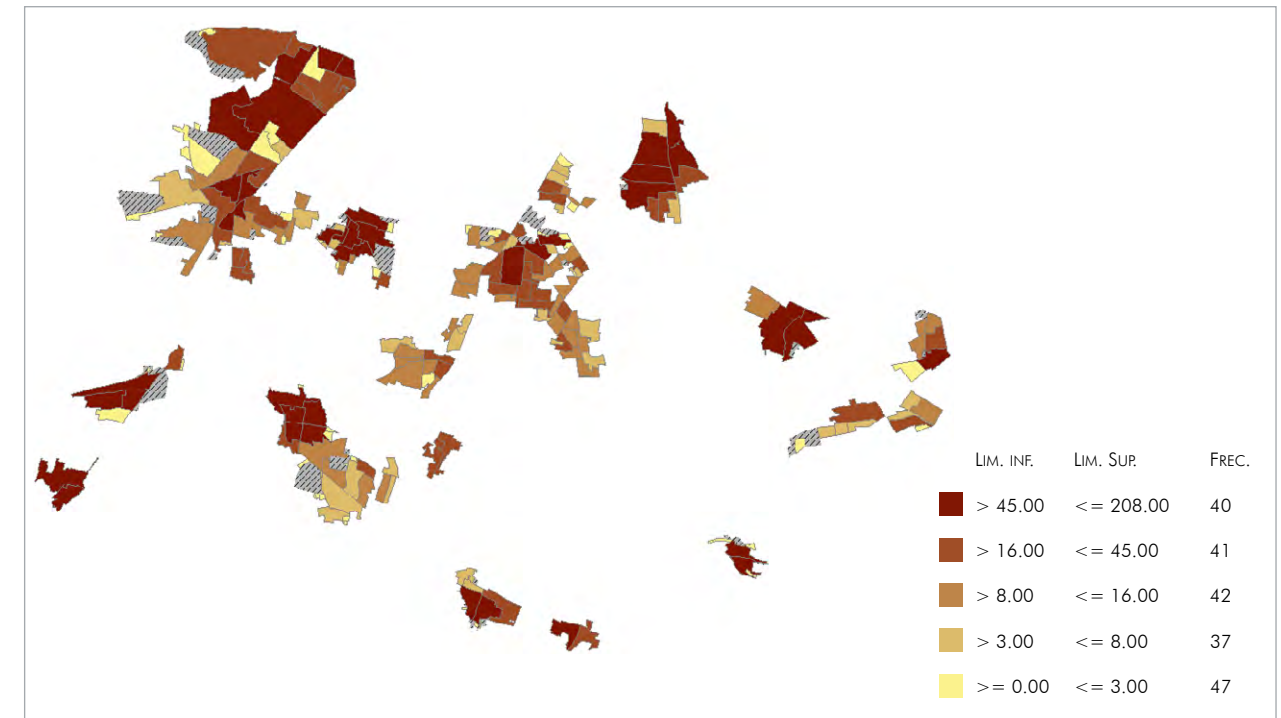 LIM. INF. LIM. SUP. FREC.
> 45.00 <= 208.00 40
> 16.00 <= 45.00 41
> 8.00 <= 16.00 42
> 3.00 <= 8.00 37
>= 0.00 <= 3.00 47